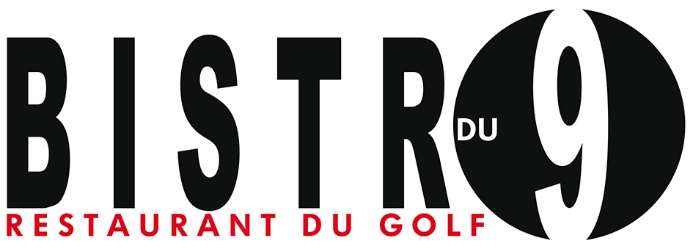 BISTRO DU 9
RESTAURANT DU GOLF